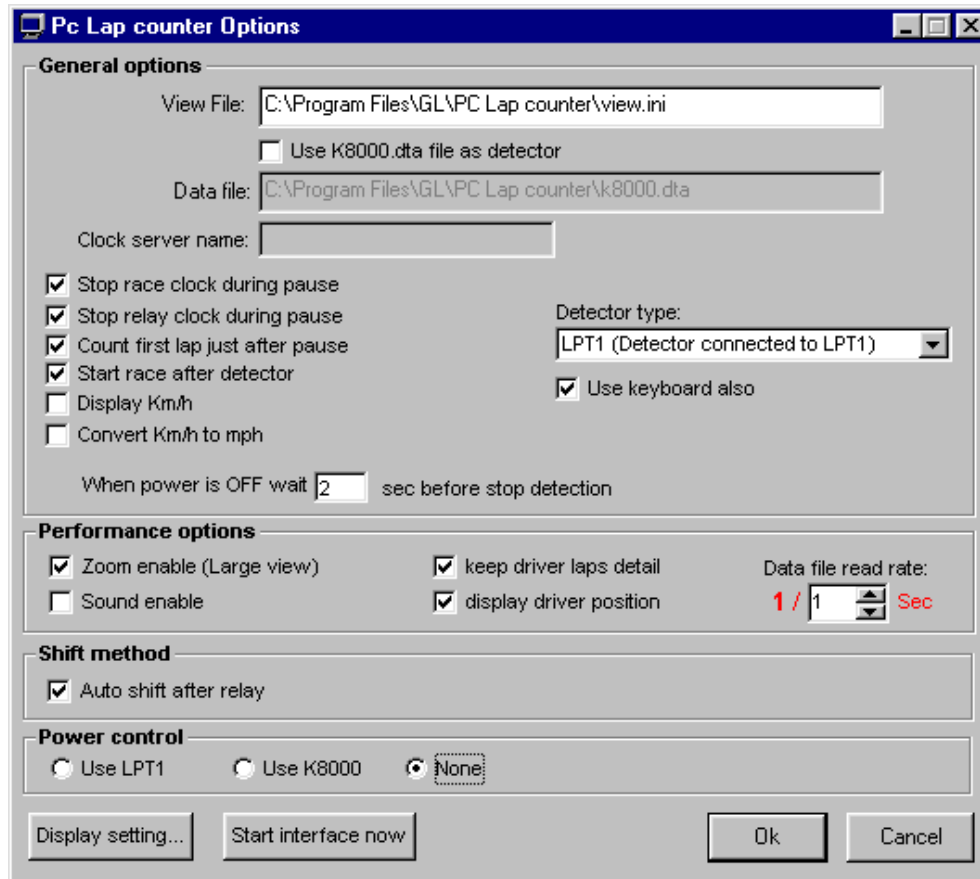 Pc Lap counter Options
General options
View File: C:\Program Files\GL\PC Lap counter\view.ini
Use K8000.dta file as detector
Data file: C:\Program Files\GL\PC Lap counter\k8000.dta
Clock server name:
Stop race clock during pause
Stop relay clock during pause
Count first lap just after pause
Start race after detector
Display Km/h
Convert Km/h to mph
Detector type:
LPT1 (Detector connected to LPT1)
Use keyboard also
When power is OFF wait 2 sec before stop detection
Performance options
Zoom enable (Large view)
Sound enable
keep driver laps detail
display driver position
Data file read rate:
1 / 1 Sec
Shift method
Auto shift after relay
Power control
Use LPT1 Use K8000 None
Display setting... Start interface now Ok Cancel